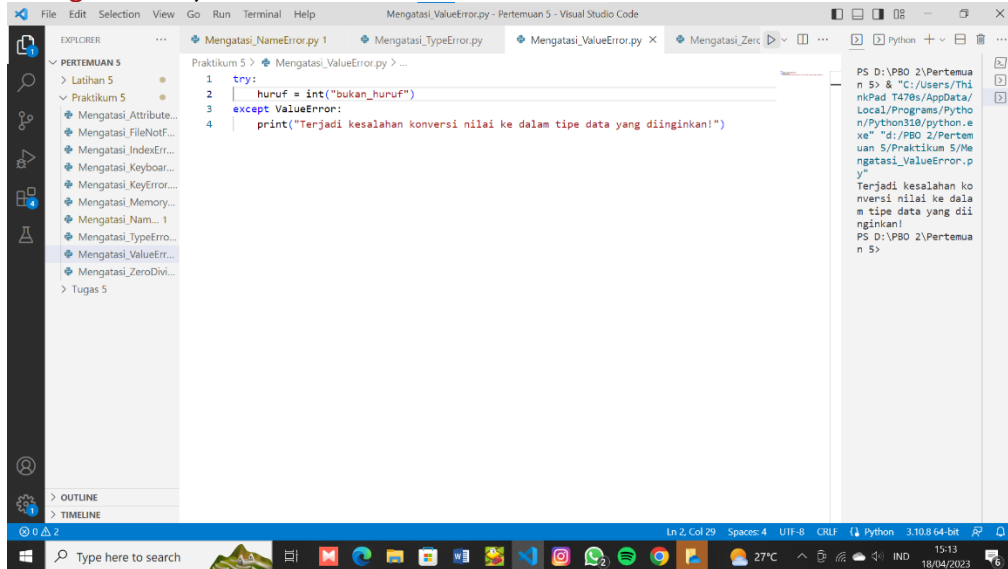 File Edit Selection View Go Run Terminal Help
Mengatasi_ValueError.py - Pertemuan 5 - Visual Studio Code
EXPLORER
PERTEMUAN 5
Latihan 5
Praktikum 5
Mengatasi_Attribute...
Mengatasi_FileNotF...
Mengatasi_IndexErr...
Mengatasi_Keyboar...
Mengatasi_KeyError....
Mengatasi_Memory...
Mengatasi_Nam... 1
Mengatasi_TypeErro...
Mengatasi_ValueErr...
Mengatasi_ZeroDivi...
Tugas 5
OUTLINE
TIMELINE
Mengatasi_NameError.py 1 Mengatasi_TypeError.py Mengatasi_ValueError.py Mengatasi_Zerc
Praktikum 5 > Mengatasi_ValueError.py > ...
1 try:
2 huruf = int("bukan_huruf")
3 except ValueError:
4 print("Terjadi kesalahan konversi nilai ke dalam tipe data yang diinginkan!")
Python
PS D:\PBO 2\Pertemua
n 5> & "C:/Users/Thi
nkPad T470s/AppData/
Local/Programs/Pytho
n/Python310/python.e
xe" "d:/PBO 2/Pertem
uan 5/Praktikum 5/Me
ngatasi_ValueError.p
y"
Terjadi kesalahan ko
nversi nilai ke dala
m tipe data yang dii
nginkan!
PS D:\PBO 2\Pertemua
n 5>
0 2 Ln 2, Col 29 Spaces: 4 UTF-8 CRLF Python 3.10.8 64-bit
Type here to search
27°C IND
15:13
18/04/2023